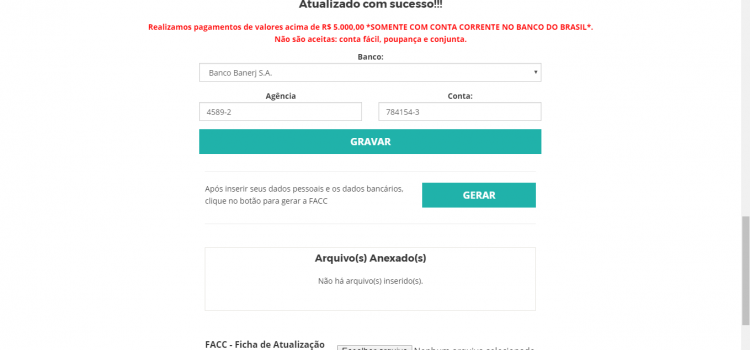 Atualizado com sucesso!!!
Realizamos pagamentos de valores acima de R$ 5.000,00 *SOMENTE COM CONTA CORRENTE NO BANCO DO BRASIL*.
Não são aceitas: conta fácil, poupança e conjunta.
Banco:
Banco Banerj S.A.
Agência Conta:
4589-2 784154-3
GRAVAR
Após inserir seus dados pessoais e os dados bancários,
clique no botão para gerar a FACC
GERAR
Arquivo(s) Anexado(s)
Não há arquivo(s) inserido(s).
FACC - Ficha de Atualização
Escolher arquivo Nenhum arquivo selecionado